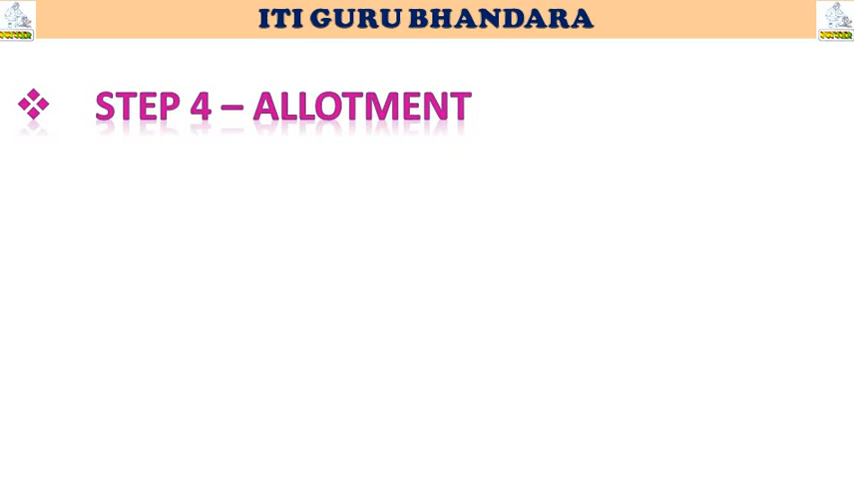 ITI GURU BHANDARA
❖ STEP 4 – ALLOTMENT